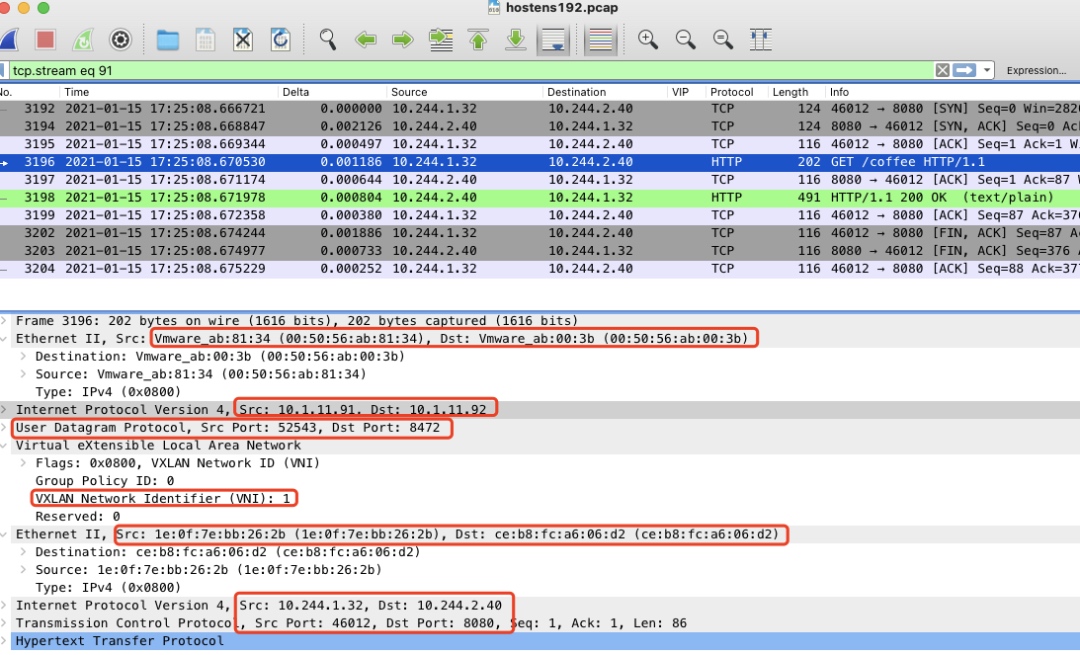 hostens192.pcap
tcp.stream eq 91 Expression...
No. Time Delta Source Destination VIP Protocol Length Info
3192 2021-01-15 17:25:08.666721 0.000000 10.244.1.32 10.244.2.40 TCP 124 46012 → 8080 [SYN] Seq=0 Win=2820
3194 2021-01-15 17:25:08.668847 0.002126 10.244.2.40 10.244.1.32 TCP 124 8080 → 46012 [SYN, ACK] Seq=0 Ac
3195 2021-01-15 17:25:08.669344 0.000497 10.244.1.32 10.244.2.40 TCP 116 46012 → 8080 [ACK] Seq=1 Ack=1 W
3196 2021-01-15 17:25:08.670530 0.001186 10.244.1.32 10.244.2.40 HTTP 202 GET /coffee HTTP/1.1
3197 2021-01-15 17:25:08.671174 0.000644 10.244.2.40 10.244.1.32 TCP 116 8080 → 46012 [ACK] Seq=1 Ack=87 W
3198 2021-01-15 17:25:08.671978 0.000804 10.244.2.40 10.244.1.32 HTTP 491 HTTP/1.1 200 OK (text/plain)
3199 2021-01-15 17:25:08.672358 0.000380 10.244.1.32 10.244.2.40 TCP 116 46012 → 8080 [ACK] Seq=87 Ack=376
3202 2021-01-15 17:25:08.674244 0.001886 10.244.1.32 10.244.2.40 TCP 116 46012 → 8080 [FIN, ACK] Seq=87 A
3203 2021-01-15 17:25:08.674977 0.000733 10.244.2.40 10.244.1.32 TCP 116 8080 → 46012 [FIN, ACK] Seq=376
3204 2021-01-15 17:25:08.675229 0.000252 10.244.1.32 10.244.2.40 TCP 116 46012 → 8080 [ACK] Seq=88 Ack=377
Frame 3196: 202 bytes on wire (1616 bits), 202 bytes captured (1616 bits)
Ethernet II, Src: Vmware_ab:81:34 (00:50:56:ab:81:34), Dst: Vmware_ab:00:3b (00:50:56:ab:00:3b)
Destination: Vmware_ab:00:3b (00:50:56:ab:00:3b)
Source: Vmware_ab:81:34 (00:50:56:ab:81:34)
Type: IPv4 (0x0800)
Internet Protocol Version 4, Src: 10.1.11.91, Dst: 10.1.11.92
User Datagram Protocol, Src Port: 52543, Dst Port: 8472
Virtual eXtensible Local Area Network
Flags: 0x0800, VXLAN Network ID (VNI)
Group Policy ID: 0
VXLAN Network Identifier (VNI): 1
Reserved: 0
Ethernet II, Src: 1e:0f:7e:bb:26:2b (1e:0f:7e:bb:26:2b), Dst: ce:b8:fc:a6:06:d2 (ce:b8:fc:a6:06:d2)
Destination: ce:b8:fc:a6:06:d2 (ce:b8:fc:a6:06:d2)
Source: 1e:0f:7e:bb:26:2b (1e:0f:7e:bb:26:2b)
Type: IPv4 (0x0800)
Internet Protocol Version 4, Src: 10.244.1.32, Dst: 10.244.2.40
Transmission Control Protocol, Src Port: 46012, Dst Port: 8080, Seq: 1, Ack: 1, Len: 86
Hypertext Transfer Protocol